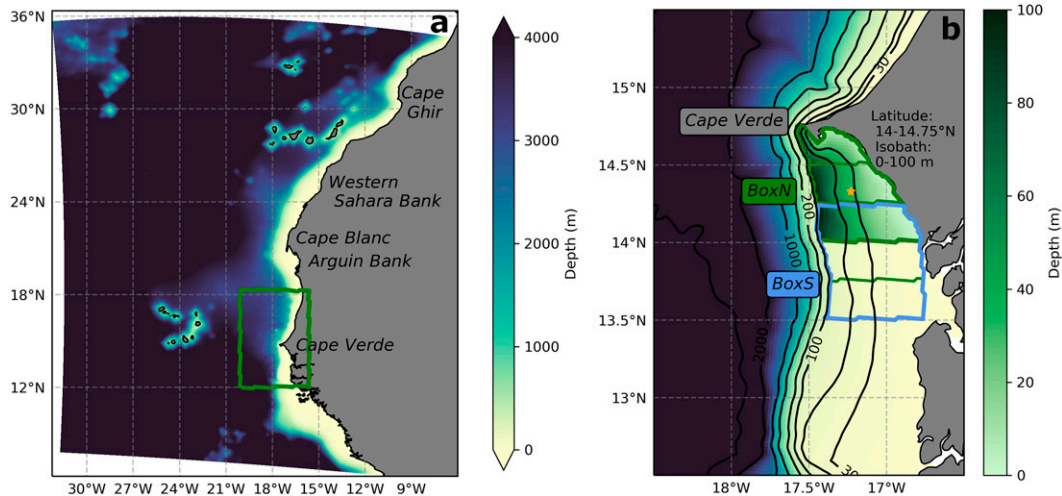 a
36°N
30°N
24°N
18°N
12°N
30°W
27°W
24°W
21°W
18°W
15°W
12°W
9°W
Cape
Ghir
Western
Sahara Bank
Cape Blanc
Arguin Bank
Cape Verde
4000
3000
2000
1000
0
Depth (m)
b
15°N
14.5°N
14°N
13.5°N
13°N
18°W
17.5°W
17°W
Cape Verde
BoxN
BoxS
Latitude:
14-14.75°N
Isobath:
0-100 m
30
200
1000
100
2000
30
100
80
60
40
20
0
Depth (m)